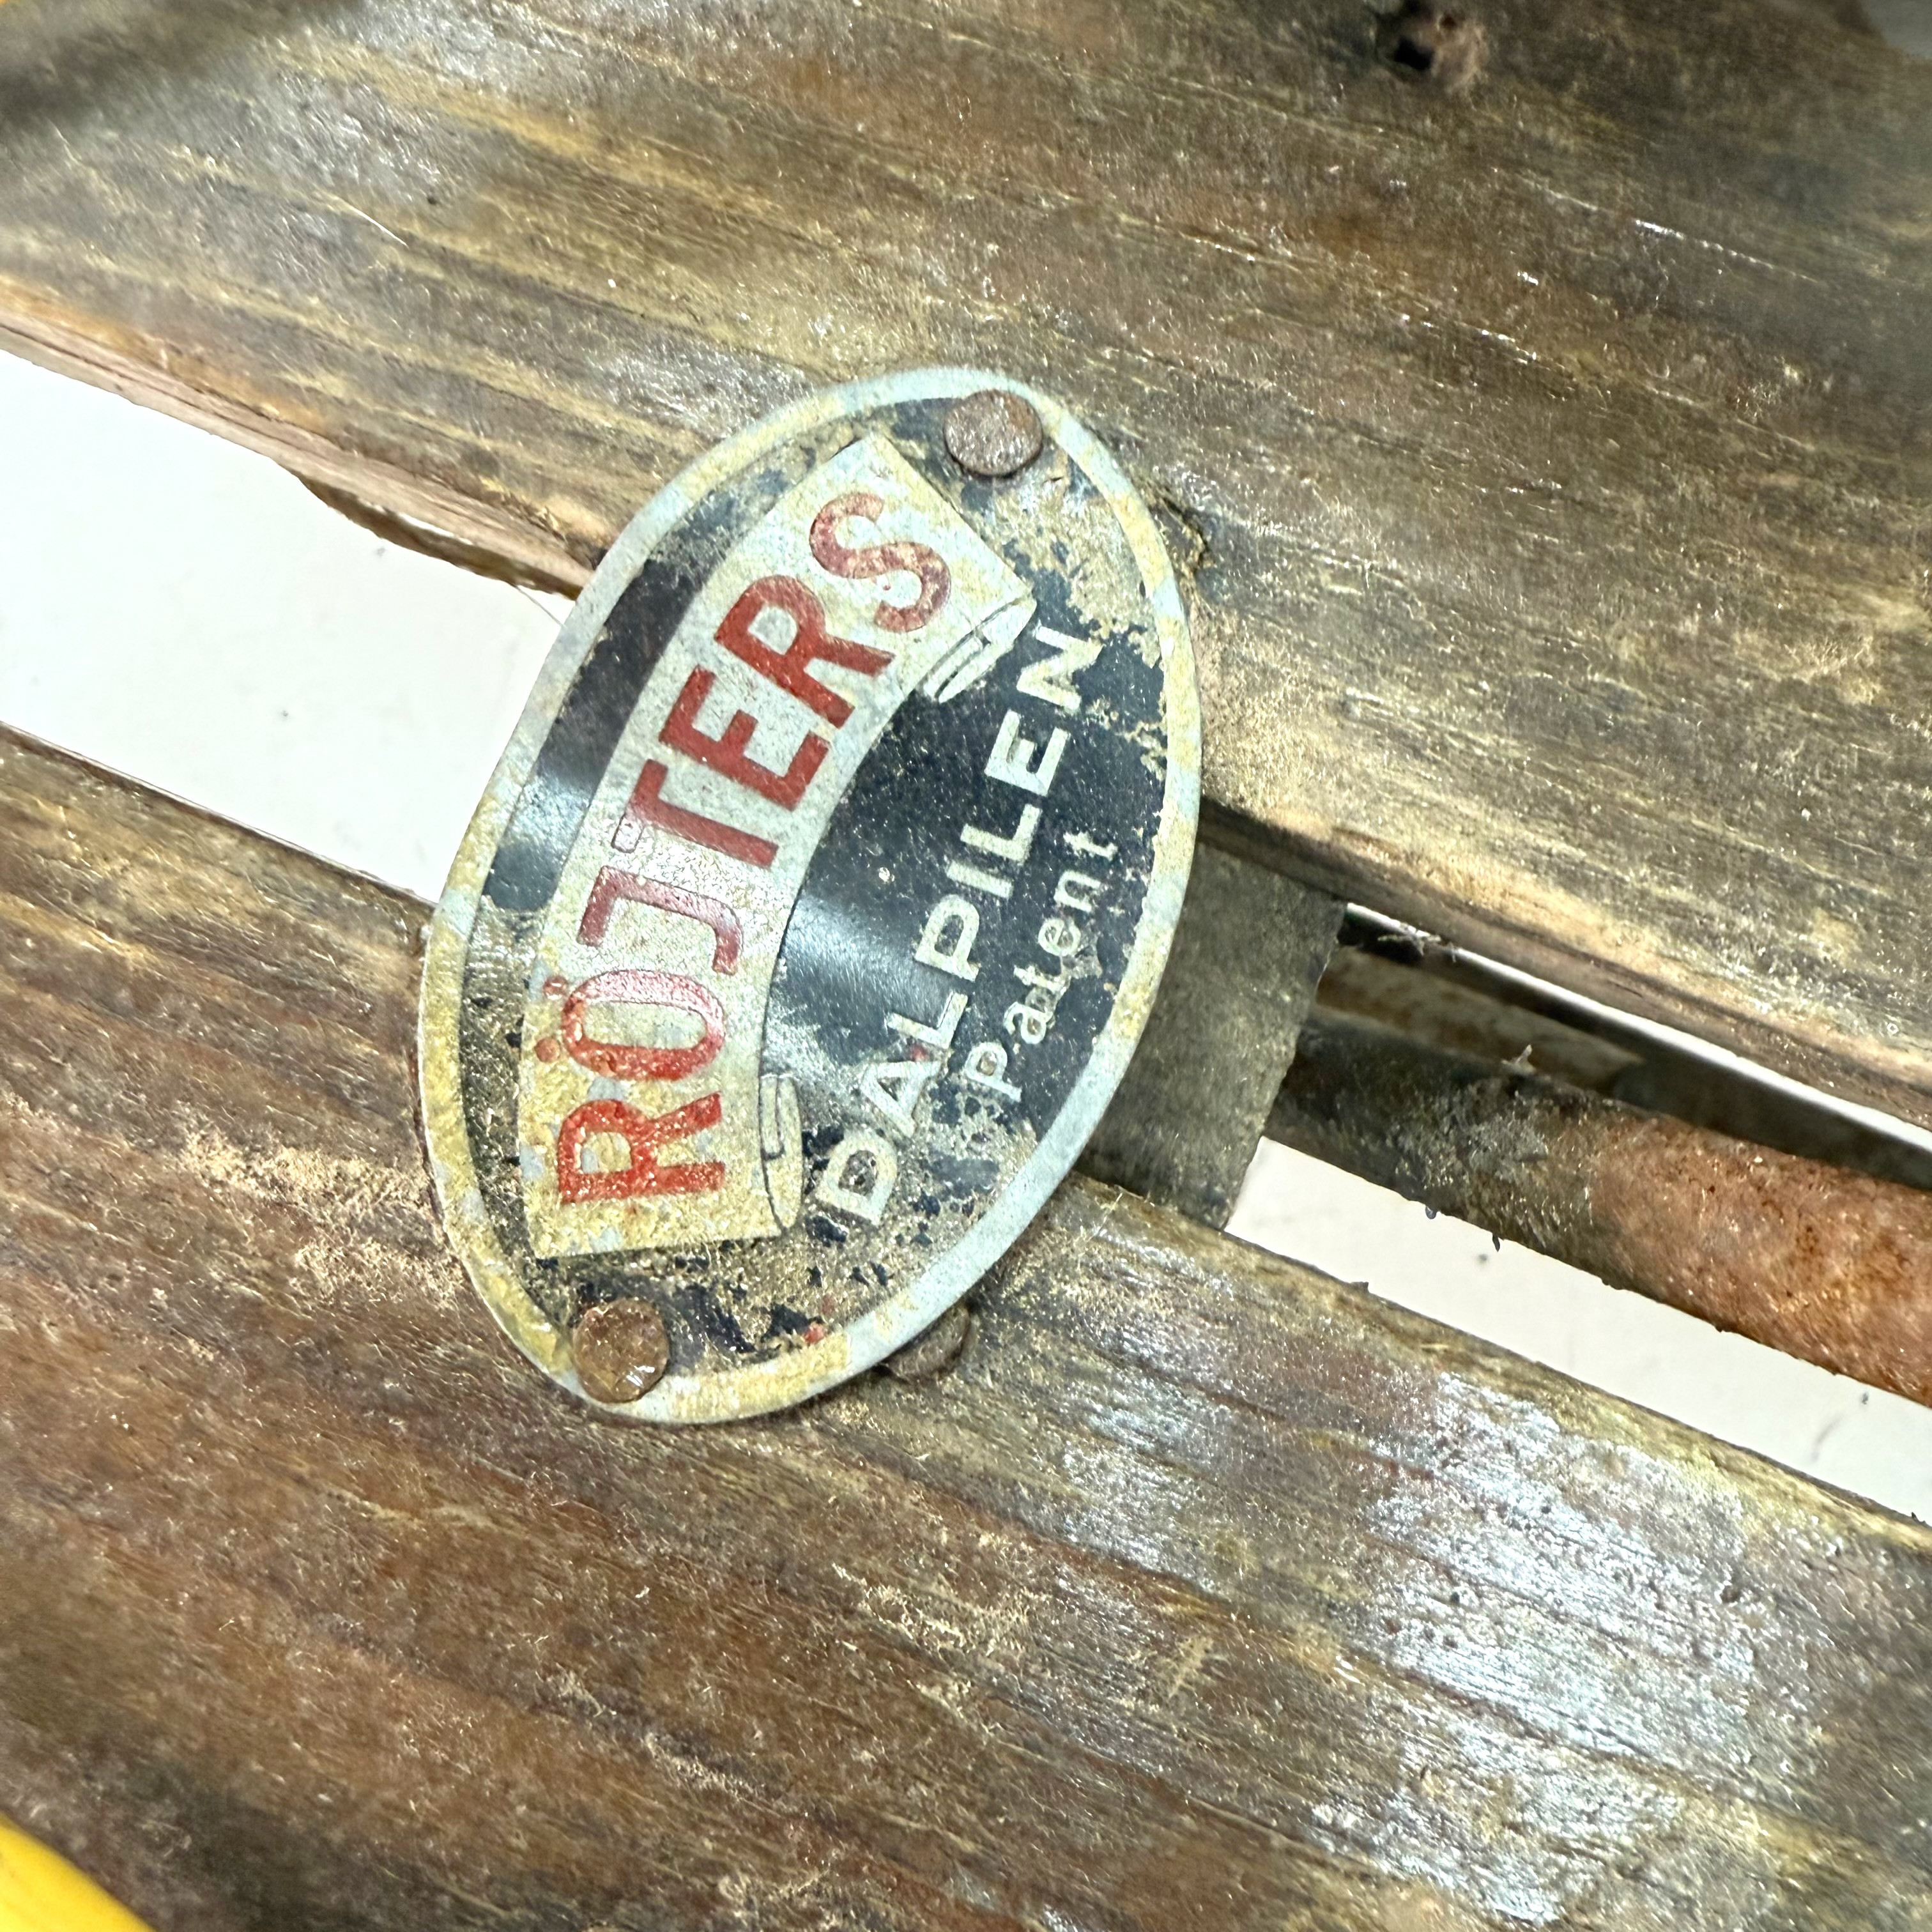 RÖJTERS
DALPILEN
Patent